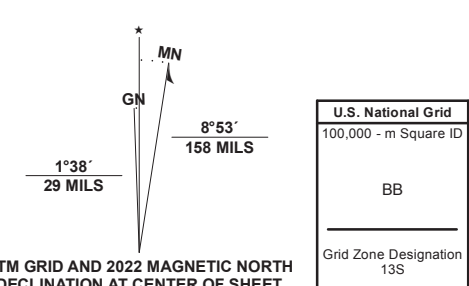 ★
MN
GN
8°53´
158 MILS
1°38´
29 MILS
TM GRID AND 2022 MAGNETIC NORTH
DECLINATION AT CENTER OF SHEET
U.S. National Grid
100,000 - m Square ID
BB
Grid Zone Designation
13S